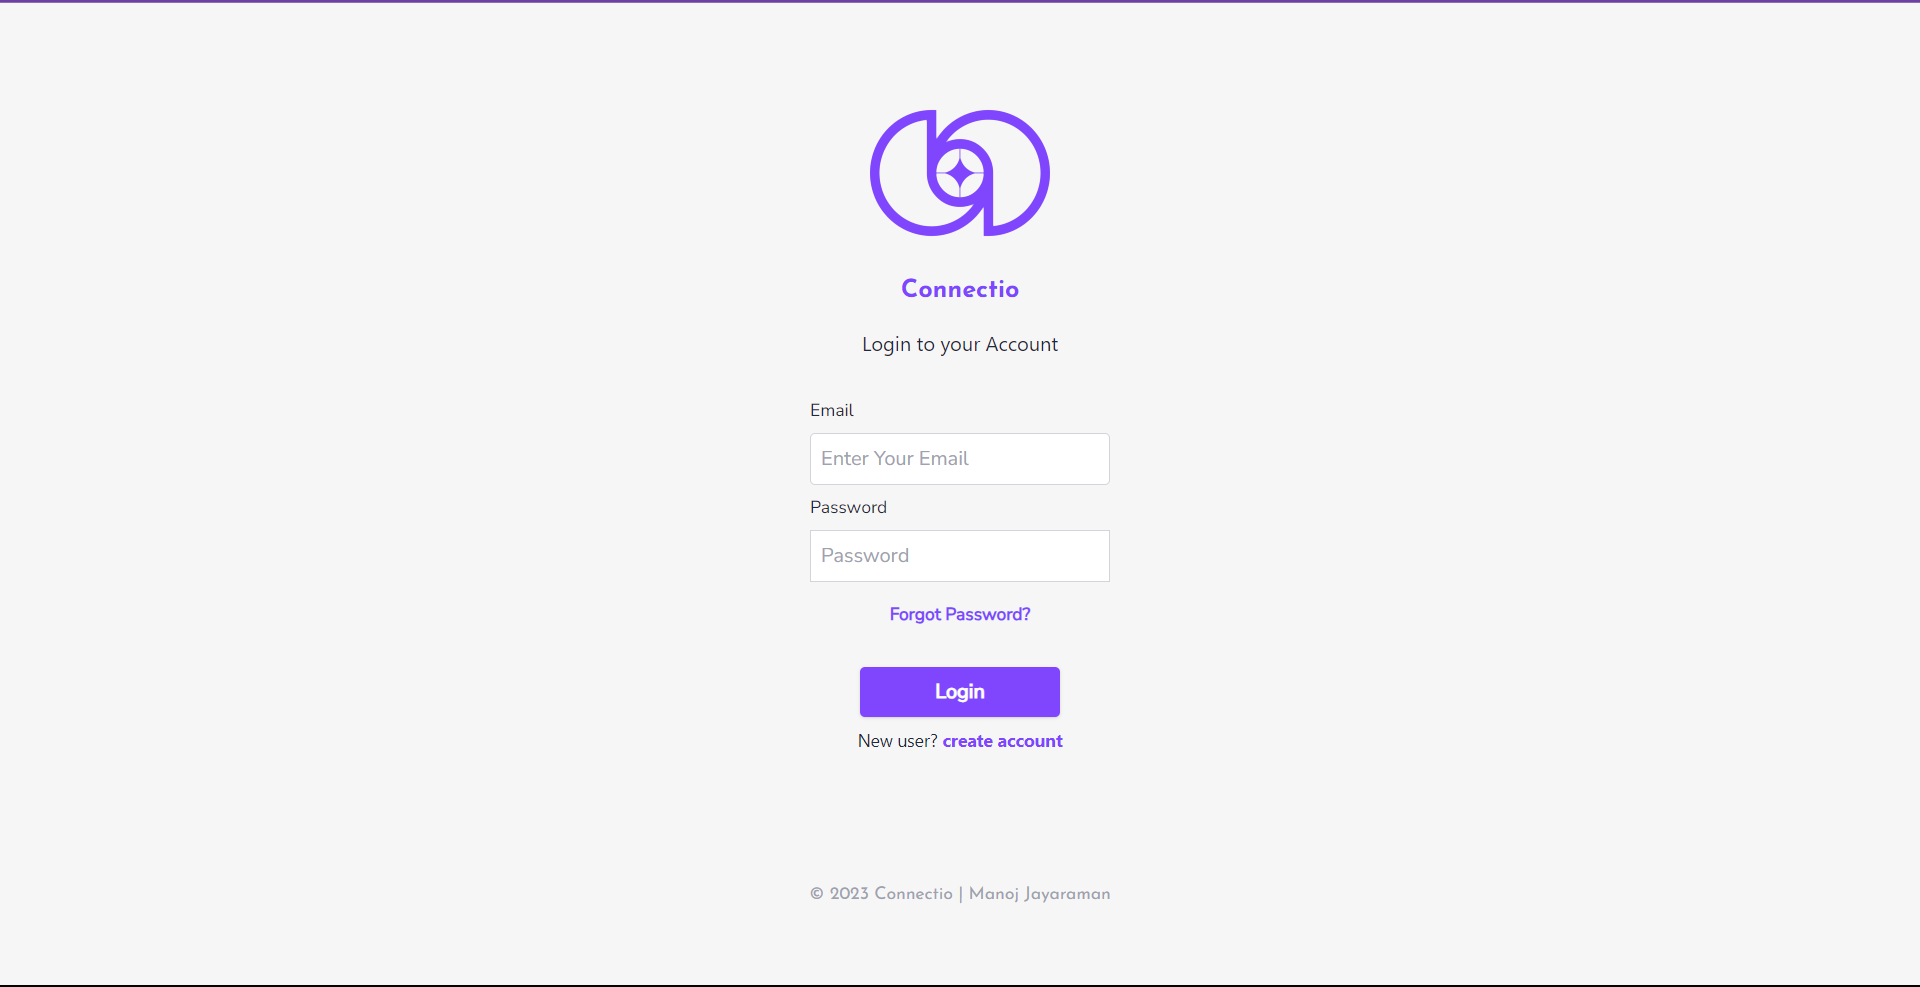 Connectio
Login to your Account
Email
Enter Your Email
Password
Password
Forgot Password?
Login
New user? create account
© 2023 Connectio | Manoj Jayaraman